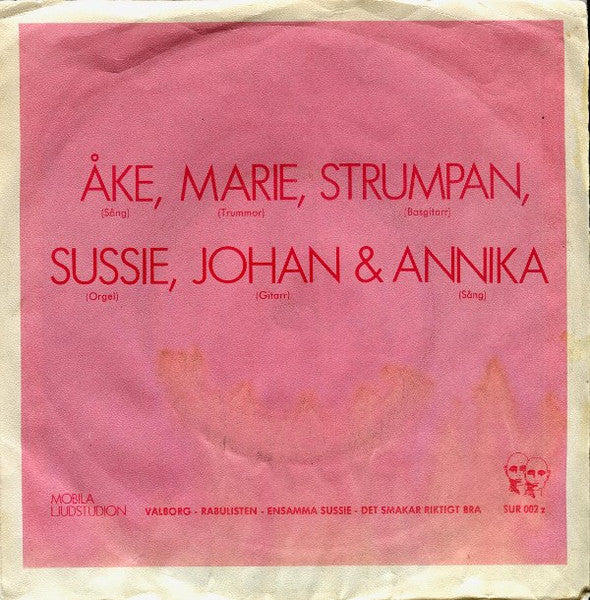 ÅKE, MARIE, STRUMPAN,
(Sång) (Trummor) (Basgitarr)
SUSSIE, JOHAN & ANNIKA
(Orgel) (Gitarr) (Sång)
MOBILA
LJUDSTUDION
VALBORG - RABULISTEN - ENSAMMA SUSSIE - DET SMAKAR RIKTIGT BRA
SUR 002 z